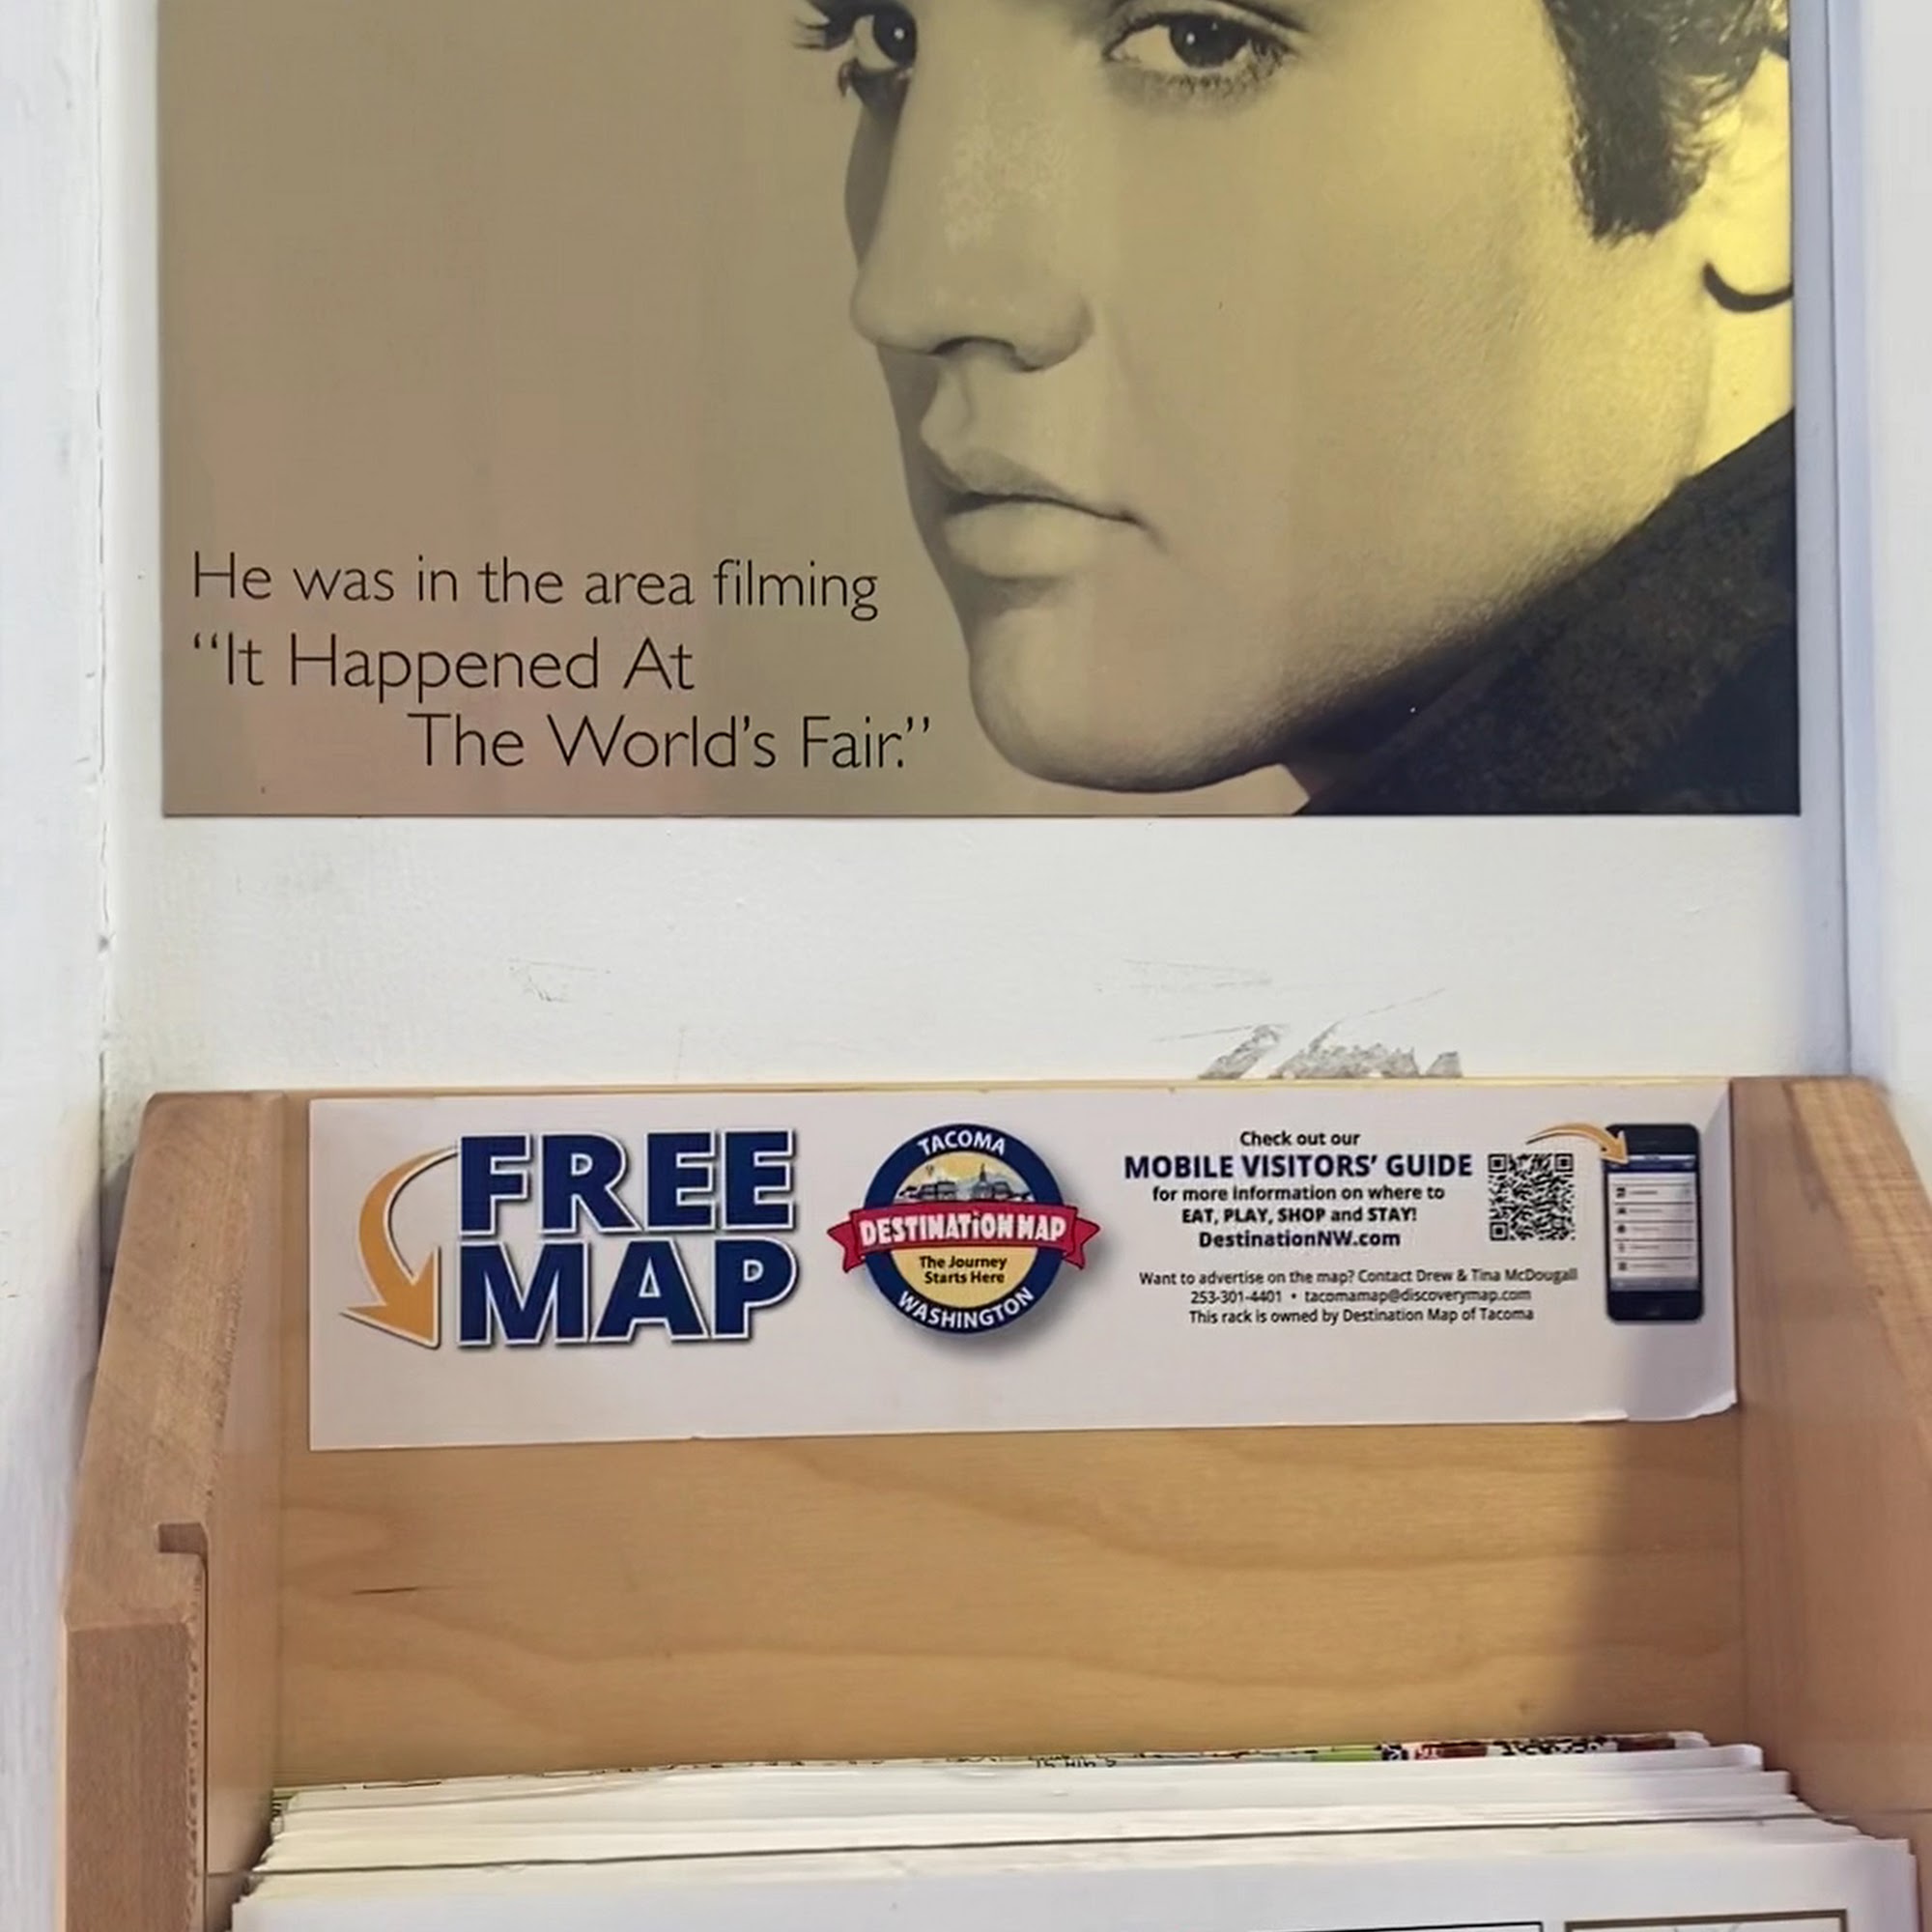 He was in the area filming
“It Happened At
The World’s Fair.”
FREE
MAP
TACOMA
DESTINATiON MAP
The Journey
Starts Here
WASHINGTON
Check out our
MOBILE VISITORS’ GUIDE
for more information on where to
EAT, PLAY, SHOP and STAY!
DestinationNW.com
Want to advertise on the map? Contact Drew & Tina McDougall
253-301-4401 • tacomamap@discoverymap.com
This rack is owned by Destination Map of Tacoma